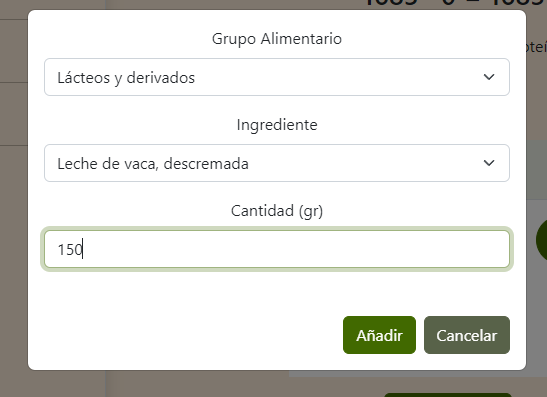 Grupo Alimentario
Lácteos y derivados
Ingrediente
Leche de vaca, descremada
Cantidad (gr)
150
Añadir
Cancelar